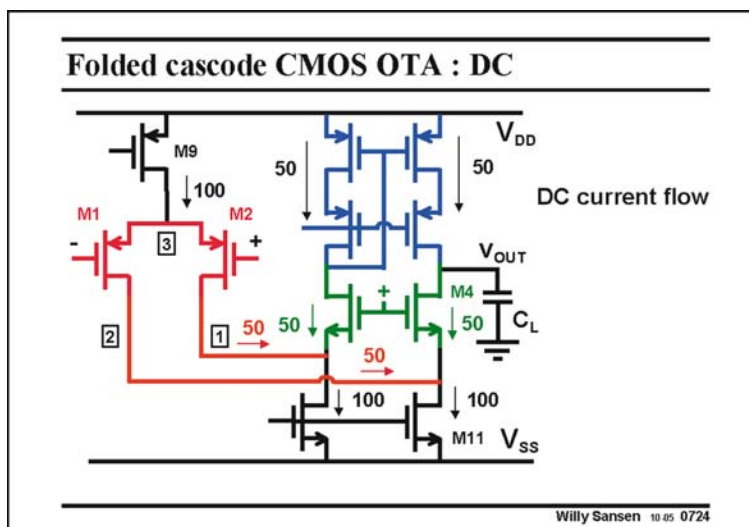 Folded cascode CMOS OTA : DC
VDD
M9
50
50
100
DC current flow
M1
M2
3
-
+
VOUT
+
M4
2
1
50
50
50
CL
50
100
100
M11
VSS
Willy Sansen 10-05 0724